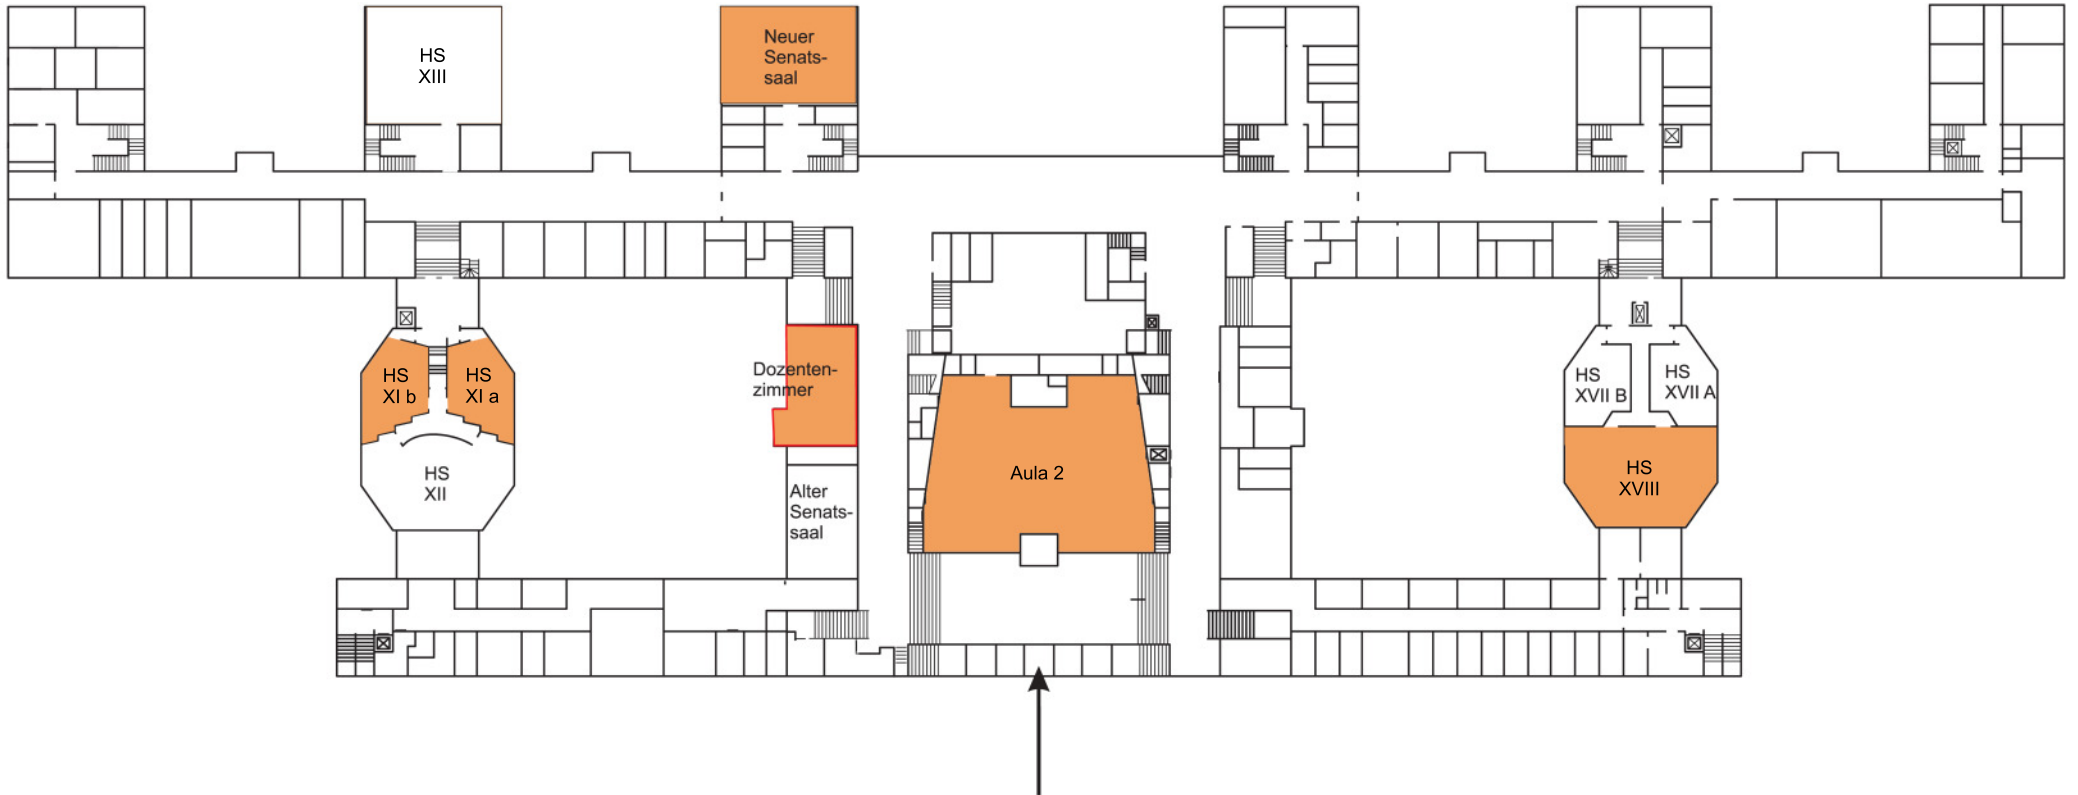 HS
XIII
Neuer
Senats-
saal
HS
XI b
HS
XI a
HS
XII
Dozenten-
zimmer
Alter
Senats-
saal
Aula 2
HS
XVII B
HS
XVII A
HS
XVIII